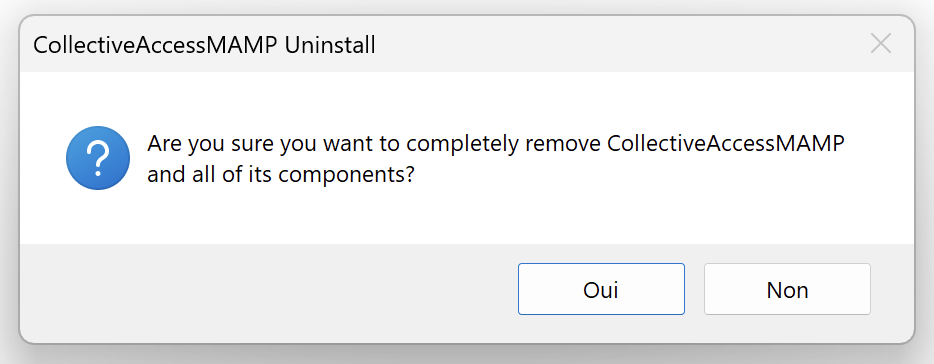 CollectiveAccessMAMP Uninstall
?
Are you sure you want to completely remove CollectiveAccessMAMP
and all of its components?
Oui
Non